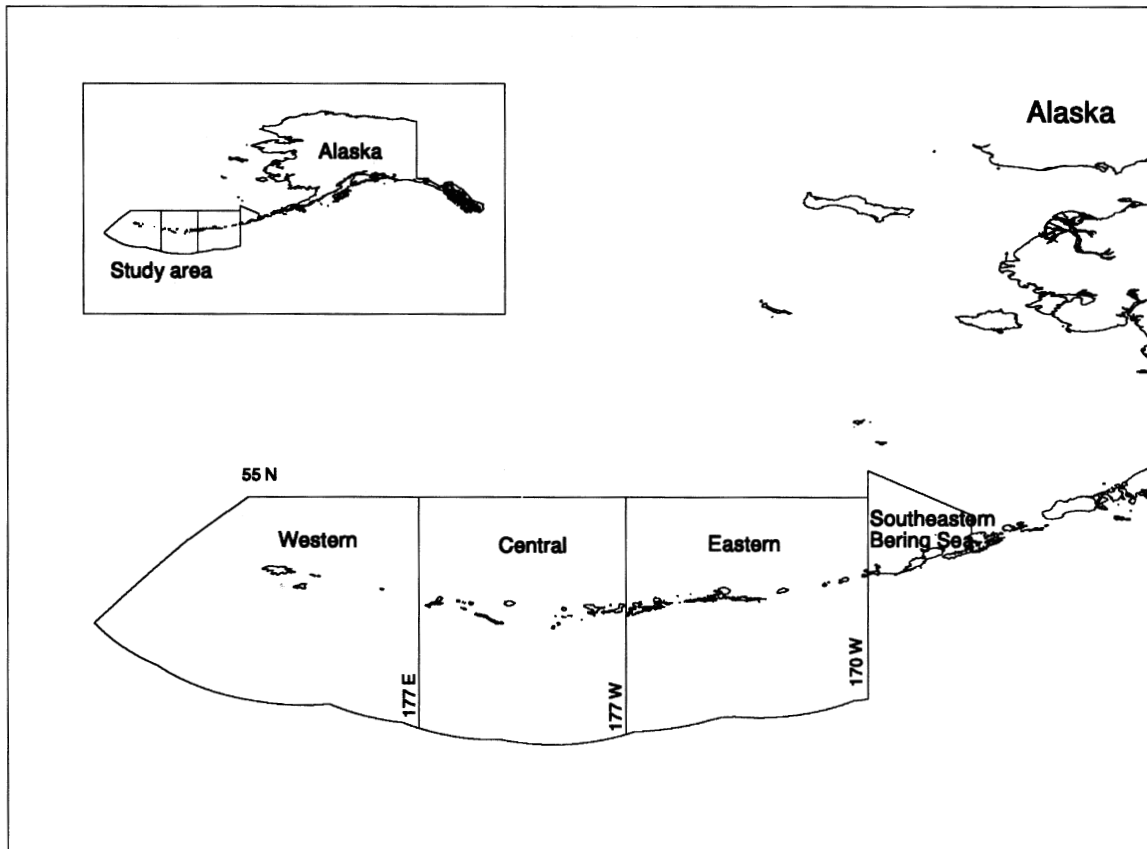 Alaska
Alaska
Study area
55 N
Western
Central
Eastern
Southeastern
Bering Sea
177 E
177 W
170 W